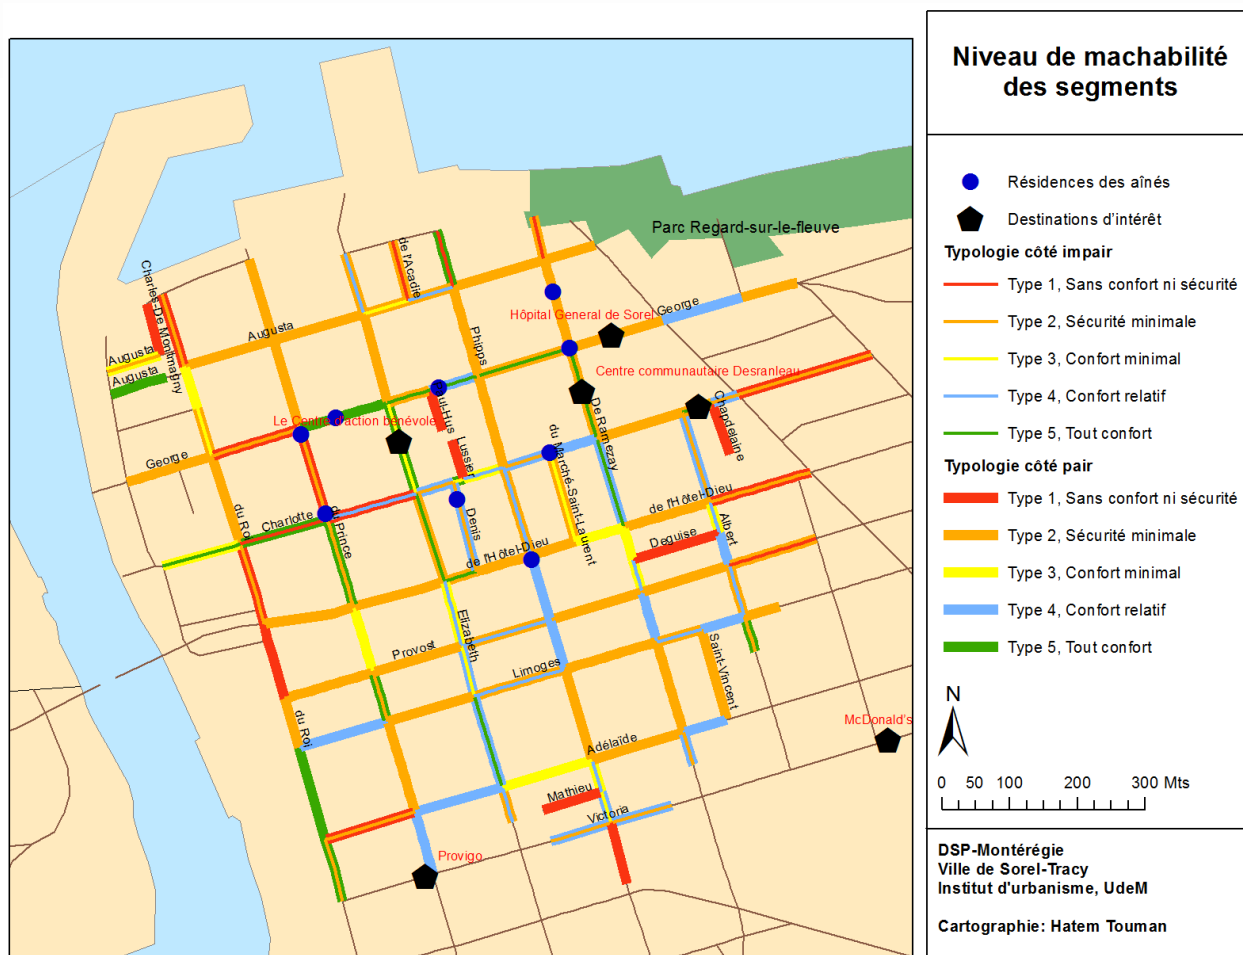 Niveau de machabilité
des segments
Résidences des aînés
Destinations d'intérêt
Typologie côté impair
Type 1, Sans confort ni sécurité
Type 2, Sécurité minimale
Type 3, Confort minimal
Type 4, Confort relatif
Type 5, Tout confort
Typologie côté pair
Type 1, Sans confort ni sécurité
Type 2, Sécurité minimale
Type 3, Confort minimal
Type 4, Confort relatif
Type 5, Tout confort
N
0 50 100 200 300 Mts
DSP-Montérégie
Ville de Sorel-Tracy
Institut d'urbanisme, UdeM
Cartographie: Hatem Touman
Parc Regard-sur-le-fleuve
de l'Acadie
Charles-De Montmagny
Augusta
Augusta
Augusta
Phipps
George
Hôpital General de Sorel
Centre communautaire Desranleau
Chapdelaine
De Ramezay
Lussier
Le Centre d'action bénévole
George
du Marché-Saint-Laurent
du Roi
Charlotte
du Prince
Denis
de l'Hôtel-Dieu
de l'Hôtel-Dieu
Deguise
Albert
Elizabeth
Provost
Limoges
Saint-Vincent
du Roi
McDonald's
Adélaïde
Mathieu
Victoria
Provigo